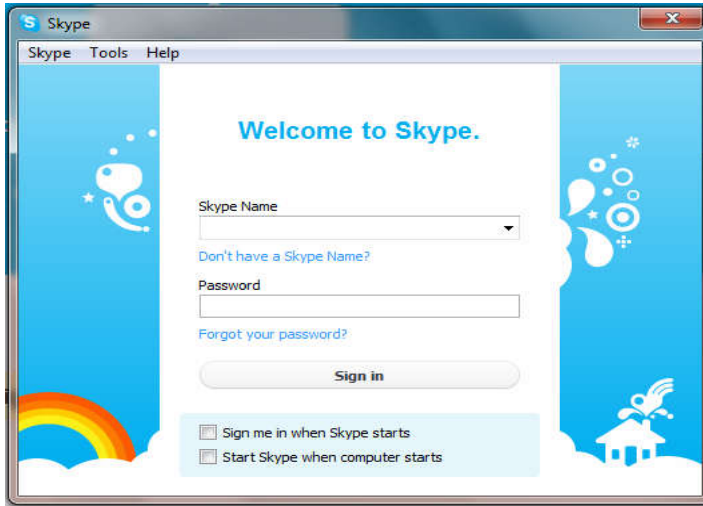 Skype
Skype Tools Help
Welcome to Skype.
Skype Name
Don't have a Skype Name?
Password
Forgot your password?
Sign in
Sign me in when Skype starts
Start Skype when computer starts